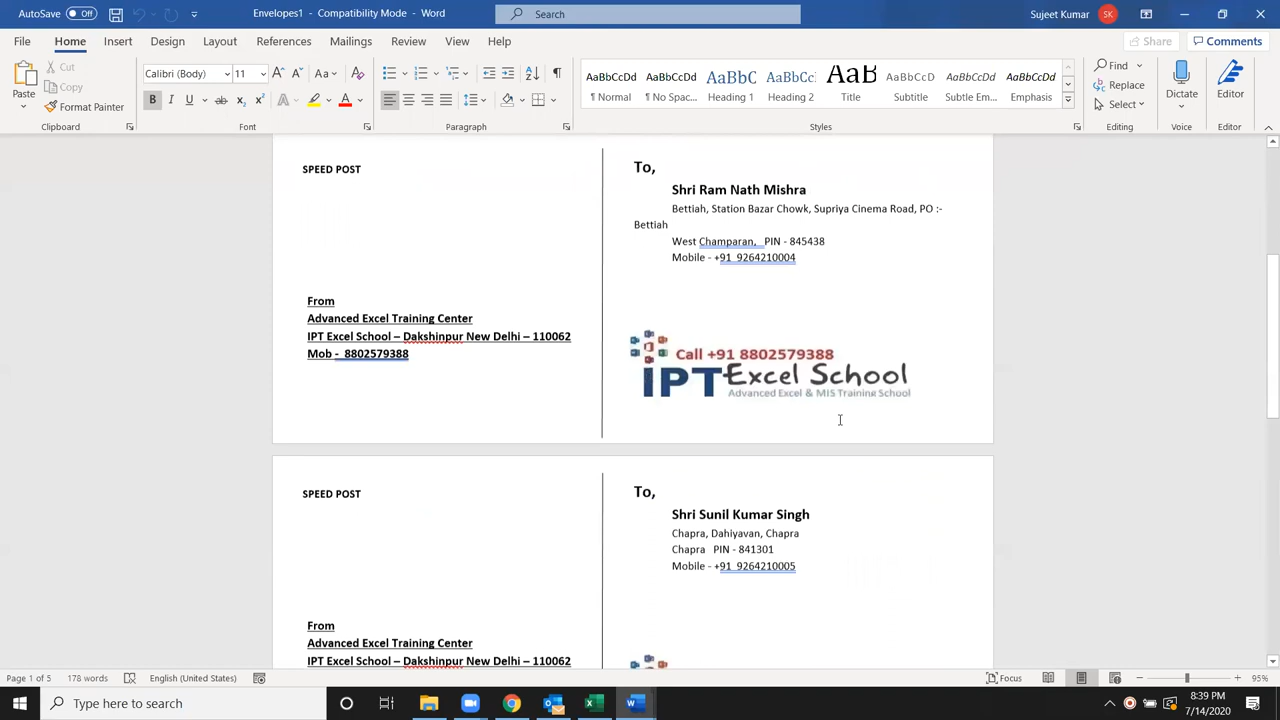 AutoSave Off
Envelopes1 - Word
Search
Sujeet Kumar SK
File Home Insert Draw Design Layout References Mailings Review View Help
Share Comments
Paste
Cut
Copy
Format Painter
Clipboard
Calibri (Body) 11
Font
Paragraph
AaBbCcDd AaBbCcDd AaBbC AaBbCc AaB AaBbCcD AaBbCcDd AaBbCcDd
¶ Normal ¶ No Spac... Heading 1 Heading 2 Title Subtitle Subtle Em... Emphasis
Styles
Find
Replace
Select
Editing
Dictate
Voice
Editor
Editor
SPEED POST
To,
Shri Ram Nath Mishra
Bettiah, Station Bazar Chowk, Supriya Cinema Road, PO :-
Bettiah
West Champaran, PIN - 845438
Mobile - +91 9264210004
From
Advanced Excel Training Center
IPT Excel School – Dakshinpur New Delhi – 110062
Mob - 8802579388
Call +91 8802579388
IPT Excel School
Advanced Excel & MIS Training School
SPEED POST
To,
Shri Sunil Kumar Singh
Chapra, Dahiyavan, Chapra
Chapra PIN - 841301
Mobile - +91 9264210005
From
Advanced Excel Training Center
IPT Excel School – Dakshinpur New Delhi – 110062
Page 1 of 5 178 words English (United States) Focus 95%
Type here to search
8:39 PM
7/14/2020